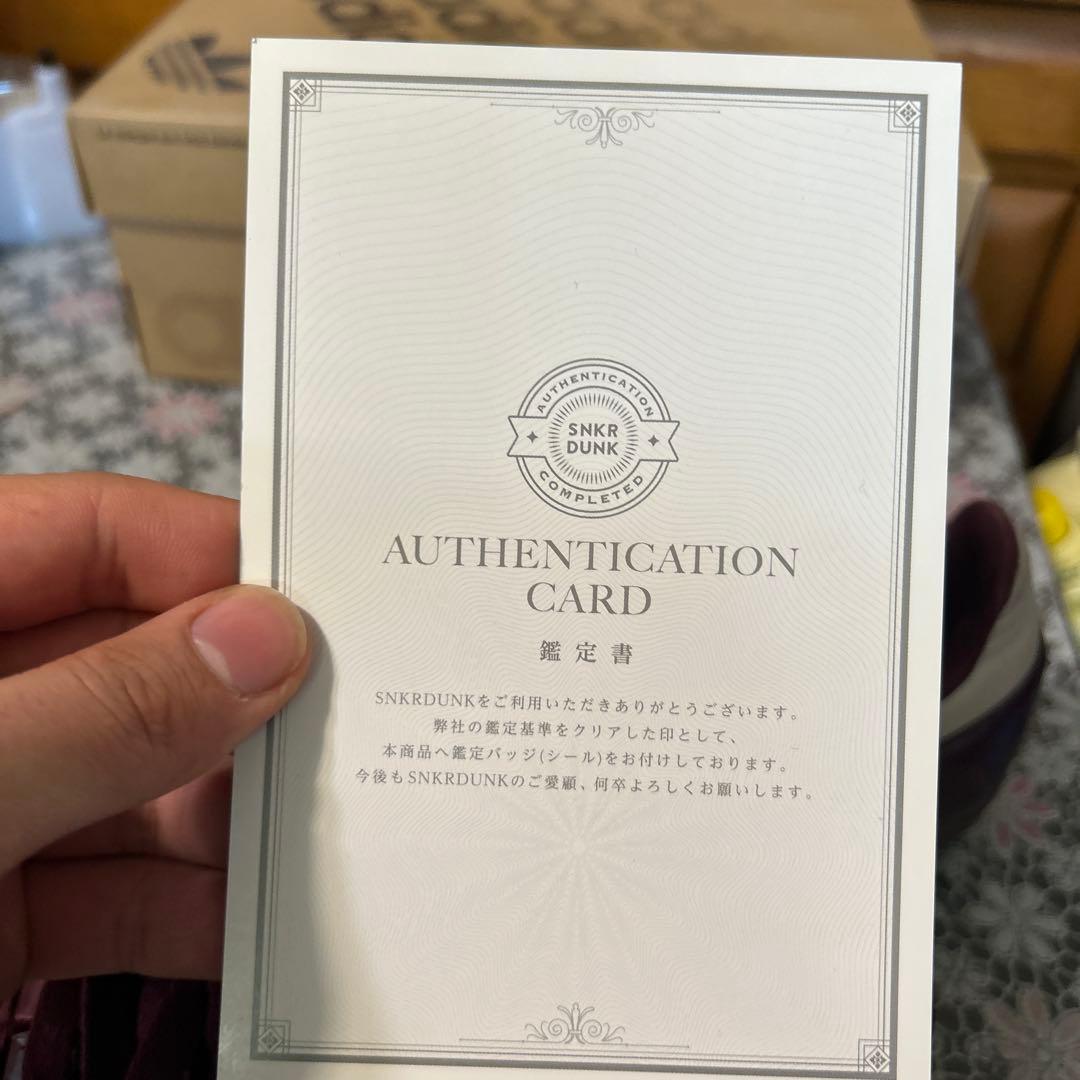 AUTHENTICATION
SNKR
DUNK
COMPLETED
AUTHENTICATION
CARD
鑑定書
SNKRDUNKをご利用いただきありがとうございます。
弊社の鑑定基準をクリアした印として、
本商品へ鑑定バッジ(シール)をお付けしております。
今後もSNKRDUNKのご愛顧、何卒よろしくお願いします。